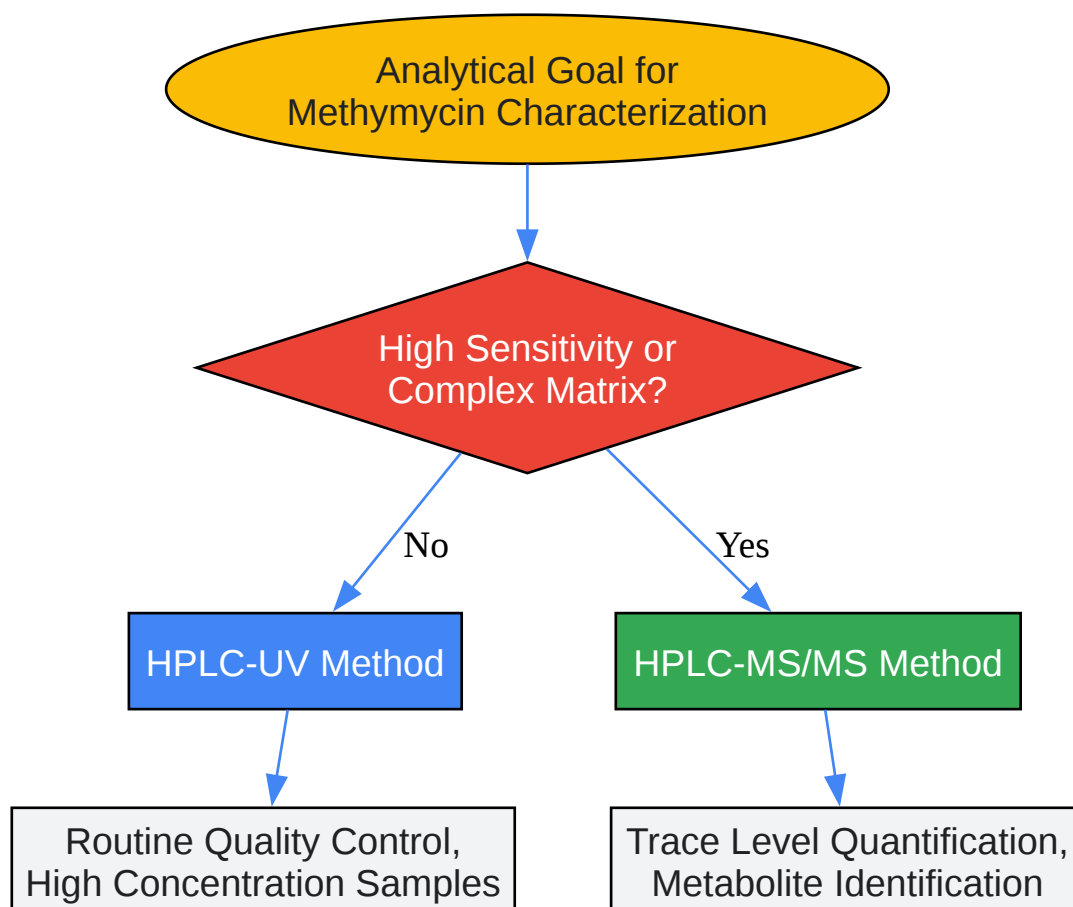 Analytical Goal for
Methymycin Characterization
High Sensitivity or
Complex Matrix?
No
Yes
HPLC-UV Method
HPLC-MS/MS Method
Routine Quality Control,
High Concentration Samples
Trace Level Quantification,
Metabolite Identification